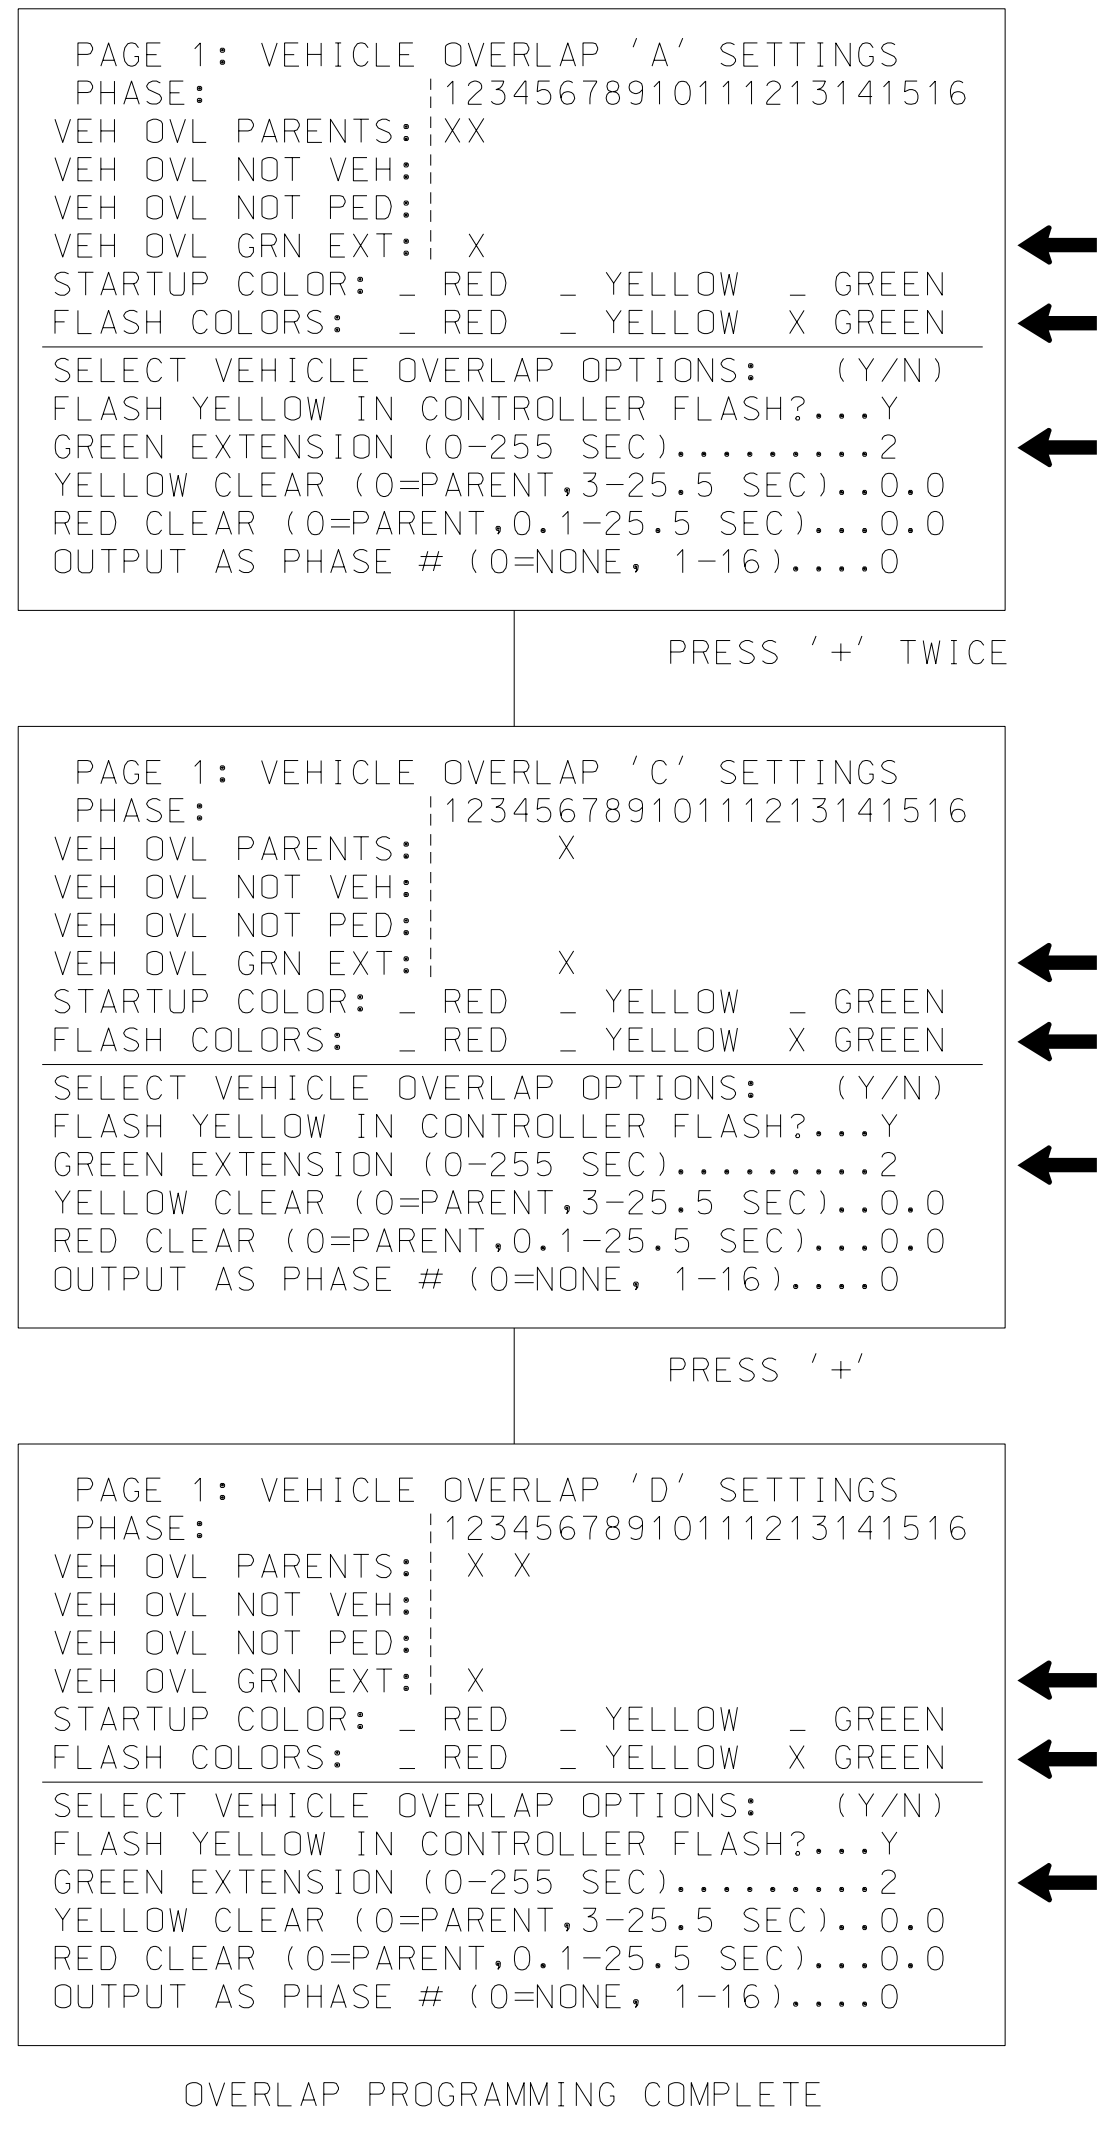 PAGE 1: VEHICLE OVERLAP 'A' SETTINGS
PHASE: ¦12345678910111213141516
VEH OVL PARENTS:¦XX
VEH OVL NOT VEH:¦
VEH OVL NOT PED:¦
VEH OVL GRN EXT:¦ X
STARTUP COLOR: _ RED _ YELLOW _ GREEN
FLASH COLORS: _ RED _ YELLOW X GREEN
SELECT VEHICLE OVERLAP OPTIONS: (Y/N)
FLASH YELLOW IN CONTROLLER FLASH?...Y
GREEN EXTENSION (0-255 SEC).........2
YELLOW CLEAR (0=PARENT,3-25.5 SEC)..0.0
RED CLEAR (0=PARENT,0.1-25.5 SEC)...0.0
OUTPUT AS PHASE # (0=NONE, 1-16)....0
PRESS '+' TWICE
PAGE 1: VEHICLE OVERLAP 'C' SETTINGS
PHASE: ¦12345678910111213141516
VEH OVL PARENTS:¦     X
VEH OVL NOT VEH:¦
VEH OVL NOT PED:¦
VEH OVL GRN EXT:¦     X
STARTUP COLOR: _ RED _ YELLOW _ GREEN
FLASH COLORS: _ RED _ YELLOW X GREEN
SELECT VEHICLE OVERLAP OPTIONS: (Y/N)
FLASH YELLOW IN CONTROLLER FLASH?...Y
GREEN EXTENSION (0-255 SEC).........2
YELLOW CLEAR (0=PARENT,3-25.5 SEC)..0.0
RED CLEAR (0=PARENT,0.1-25.5 SEC)...0.0
OUTPUT AS PHASE # (0=NONE, 1-16)....0
PRESS '+'
PAGE 1: VEHICLE OVERLAP 'D' SETTINGS
PHASE: ¦12345678910111213141516
VEH OVL PARENTS:¦ X X
VEH OVL NOT VEH:¦
VEH OVL NOT PED:¦
VEH OVL GRN EXT:¦ X
STARTUP COLOR: _ RED _ YELLOW _ GREEN
FLASH COLORS: _ RED _ YELLOW X GREEN
SELECT VEHICLE OVERLAP OPTIONS: (Y/N)
FLASH YELLOW IN CONTROLLER FLASH?...Y
GREEN EXTENSION (0-255 SEC).........2
YELLOW CLEAR (0=PARENT,3-25.5 SEC)..0.0
RED CLEAR (0=PARENT,0.1-25.5 SEC)...0.0
OUTPUT AS PHASE # (0=NONE, 1-16)....0
OVERLAP PROGRAMMING COMPLETE